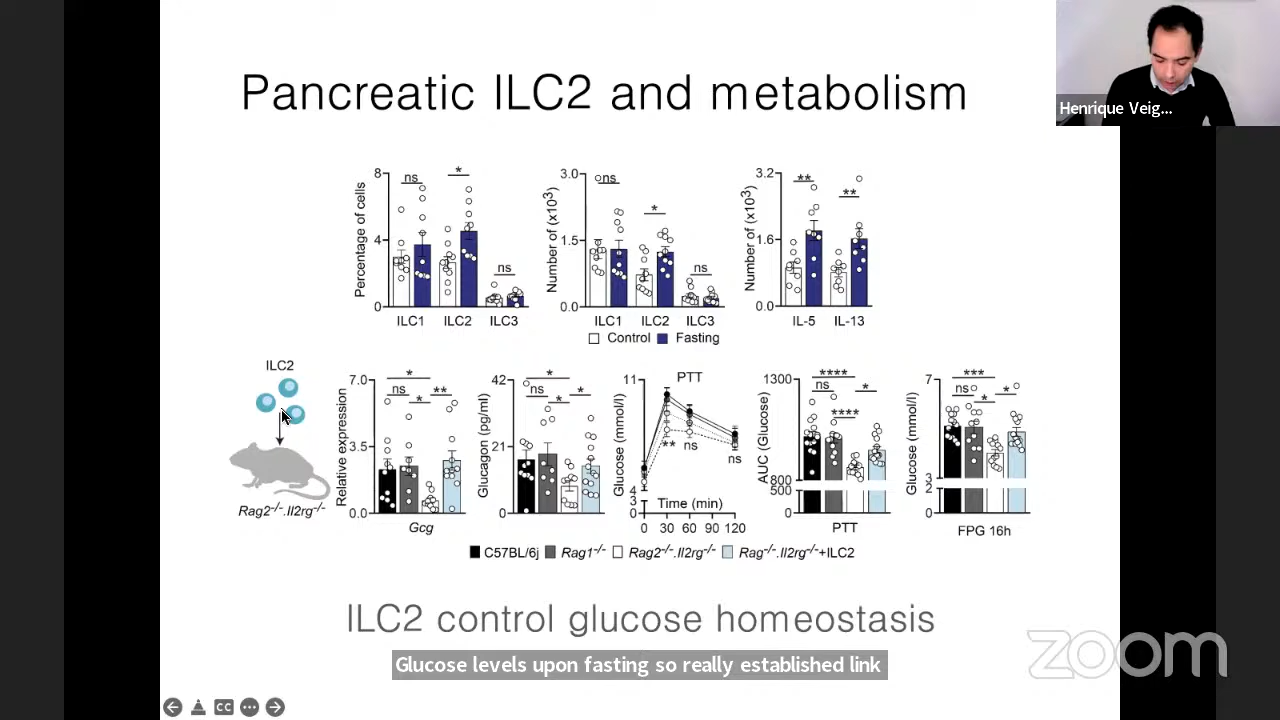 Pancreatic ILC2 and metabolism
Henrique Veig...
Percentage of cells
8
4
0
ns
*
ns
ILC1 ILC2 ILC3
Number of (x10³)
3.0
1.5
0.0
ns
*
ns
ILC1 ILC2 ILC3
Number of (x10³)
3.2
1.6
0.0
**
**
IL-5 IL-13
Control Fasting
ILC2
Rag2-/-.Il2rg-/-
Relative expression
7.0
3.5
0.0
*
ns **
*
Gcg
Glucagon (pg/ml)
42
21
0
*
ns *
*
PTT
Glucose (mmol/l)
11
4
3
0
**
ns
ns
Time (min)
0 30 60 90 120
AUC (Glucose)
1300
800
500
0
****
ns *
****
PTT
Glucose (mmol/l)
7
3
2
0
***
ns *
*
FPG 16h
C57BL/6j Rag1-/- Rag2-/-.Il2rg-/- Rag-/-.Il2rg-/-+ILC2
ILC2 control glucose homeostasis
Glucose levels upon fasting so really established link
zoom
CC